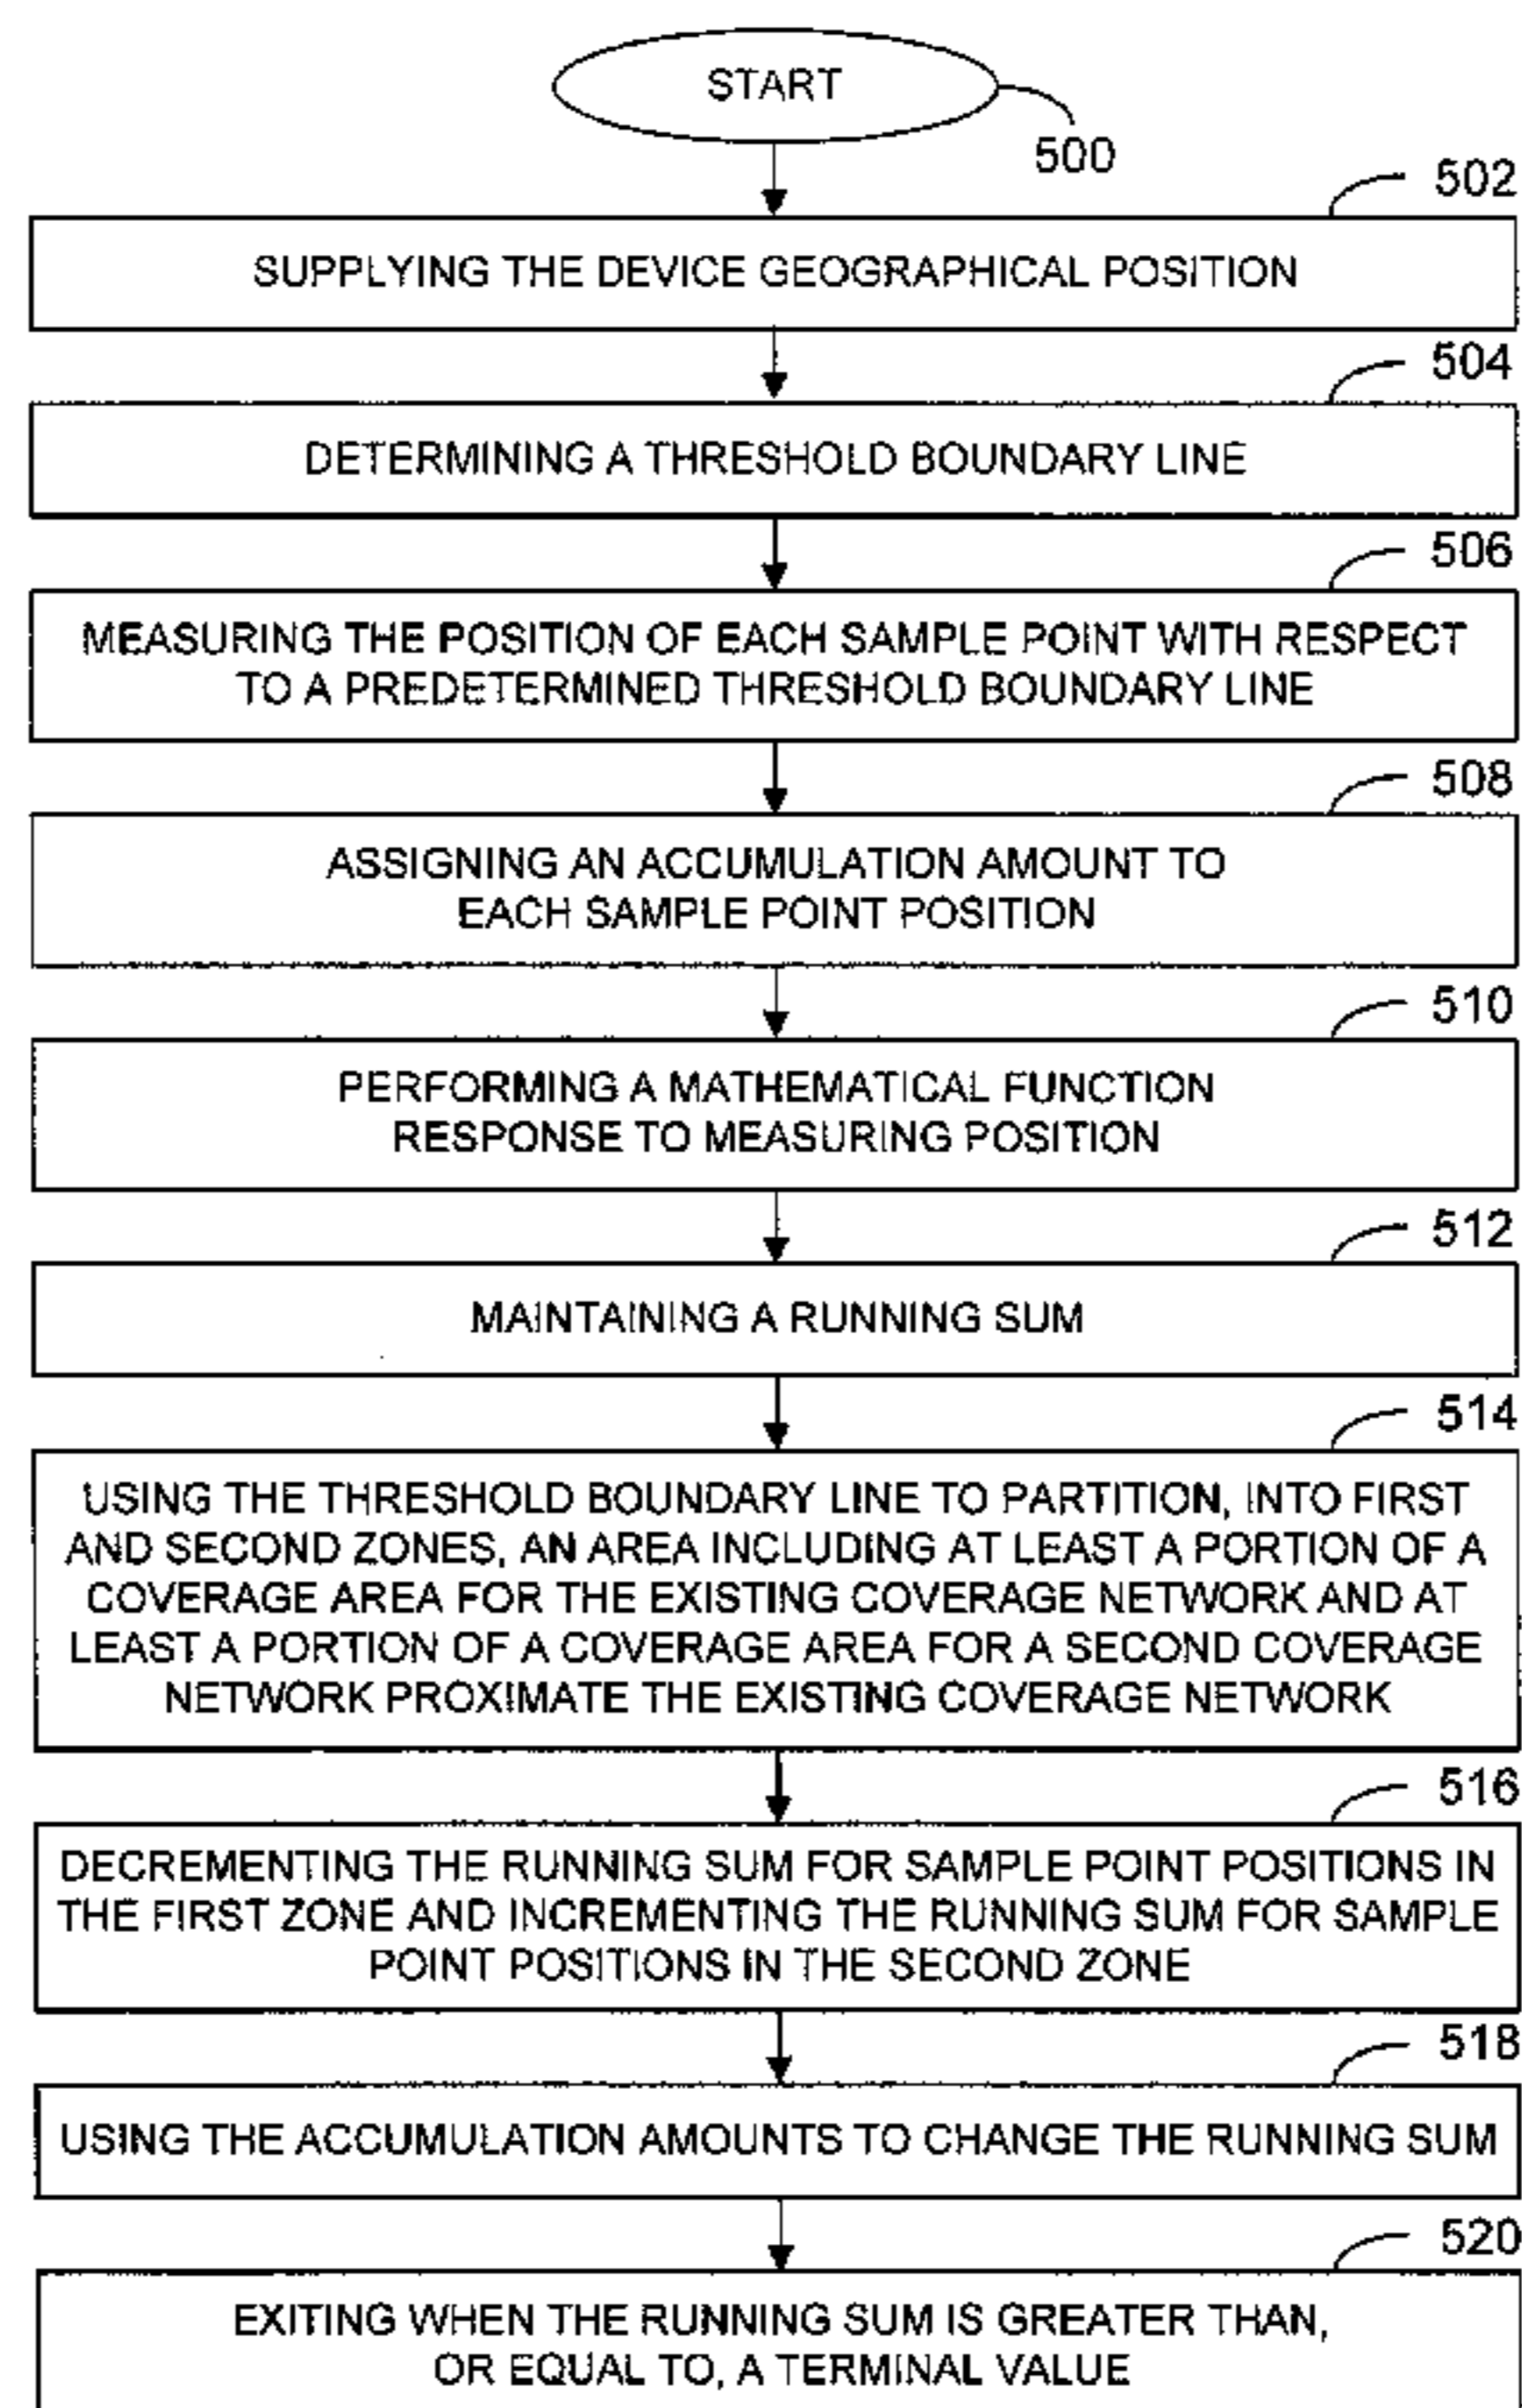 START
500
502
SUPPLYING THE DEVICE GEOGRAPHICAL POSITION
504
DETERMINING A THRESHOLD BOUNDARY LINE
506
MEASURING THE POSITION OF EACH SAMPLE POINT WITH RESPECT
TO A PREDETERMINED THRESHOLD BOUNDARY LINE
508
ASSIGNING AN ACCUMULATION AMOUNT TO
EACH SAMPLE POINT POSITION
510
PERFORMING A MATHEMATICAL FUNCTION
RESPONSE TO MEASURING POSITION
512
MAINTAINING A RUNNING SUM
514
USING THE THRESHOLD BOUNDARY LINE TO PARTITION, INTO FIRST
AND SECOND ZONES, AN AREA INCLUDING AT LEAST A PORTION OF A
COVERAGE AREA FOR THE EXISTING COVERAGE NETWORK AND AT
LEAST A PORTION OF A COVERAGE AREA FOR A SECOND COVERAGE
NETWORK PROXIMATE THE EXISTING COVERAGE NETWORK
516
DECREMENTING THE RUNNING SUM FOR SAMPLE POINT POSITIONS IN
THE FIRST ZONE AND INCREMENTING THE RUNNING SUM FOR SAMPLE
POINT POSITIONS IN THE SECOND ZONE
518
USING THE ACCUMULATION AMOUNTS TO CHANGE THE RUNNING SUM
520
EXITING WHEN THE RUNNING SUM IS GREATER THAN,
OR EQUAL TO, A TERMINAL VALUE